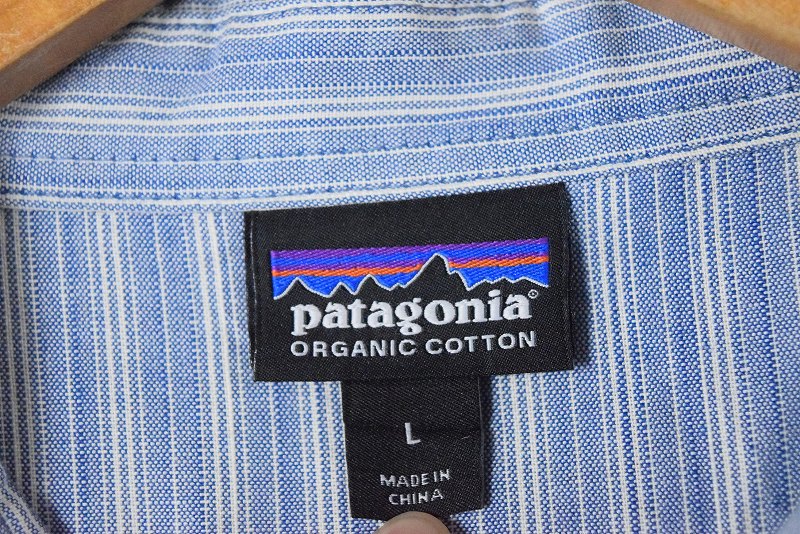 patagonia®
ORGANIC COTTON
L
MADE IN
CHINA